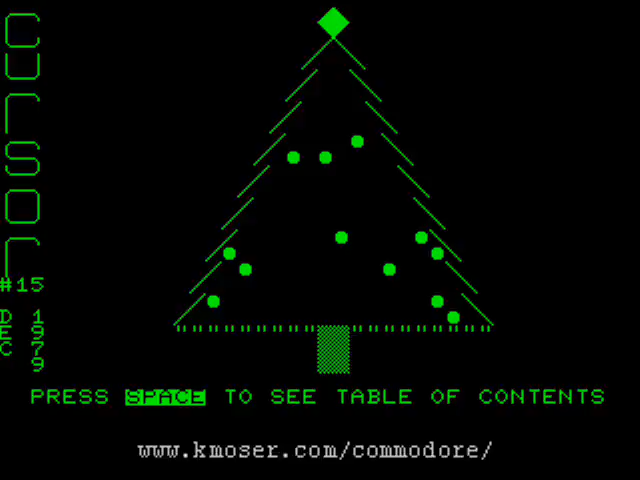 cursor
#15
DEC 1979
PRESS SPACE TO SEE TABLE OF CONTENTS
www.kmoser.com/commodore/